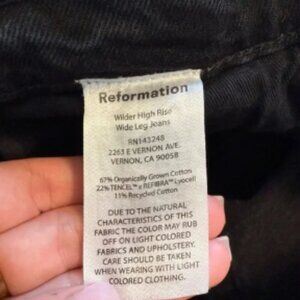 Reformation
Wilder High Rise
Wide Leg Jeans
RN143248
2263 E VERNON AVE.
VERNON, CA 90058
67% Organically Grown Cotton
22% TENCEL™ x REFIBRA™ Lyocell
11% Recycled Cotton
DUE TO THE NATURAL
CHARACTERISTICS OF THIS
FABRIC THE COLOR MAY RUB
OFF ON LIGHT COLORED
FABRICS AND UPHOLSTERY.
CARE SHOULD BE TAKEN
WHEN WEARING WITH LIGHT
COLORED CLOTHING.